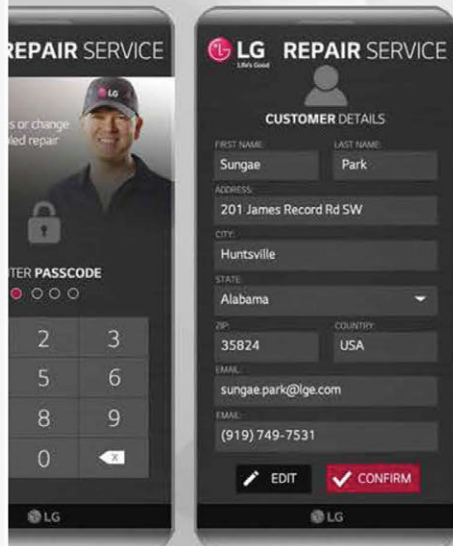 REPAIR SERVICE
LG
s or change
led repair
TER PASSCODE
2 3
5 6
8 9
0 x
LG
LG REPAIR SERVICE
Life's Good
CUSTOMER DETAILS
FIRST NAME: LAST NAME:
Sungae Park
ADDRESS:
201 James Record Rd SW
CITY:
Huntsville
STATE:
Alabama
ZIP: COUNTRY:
35824 USA
EMAIL:
sungae.park@lge.com
EMAIL:
(919) 749-7531
EDIT CONFIRM
LG